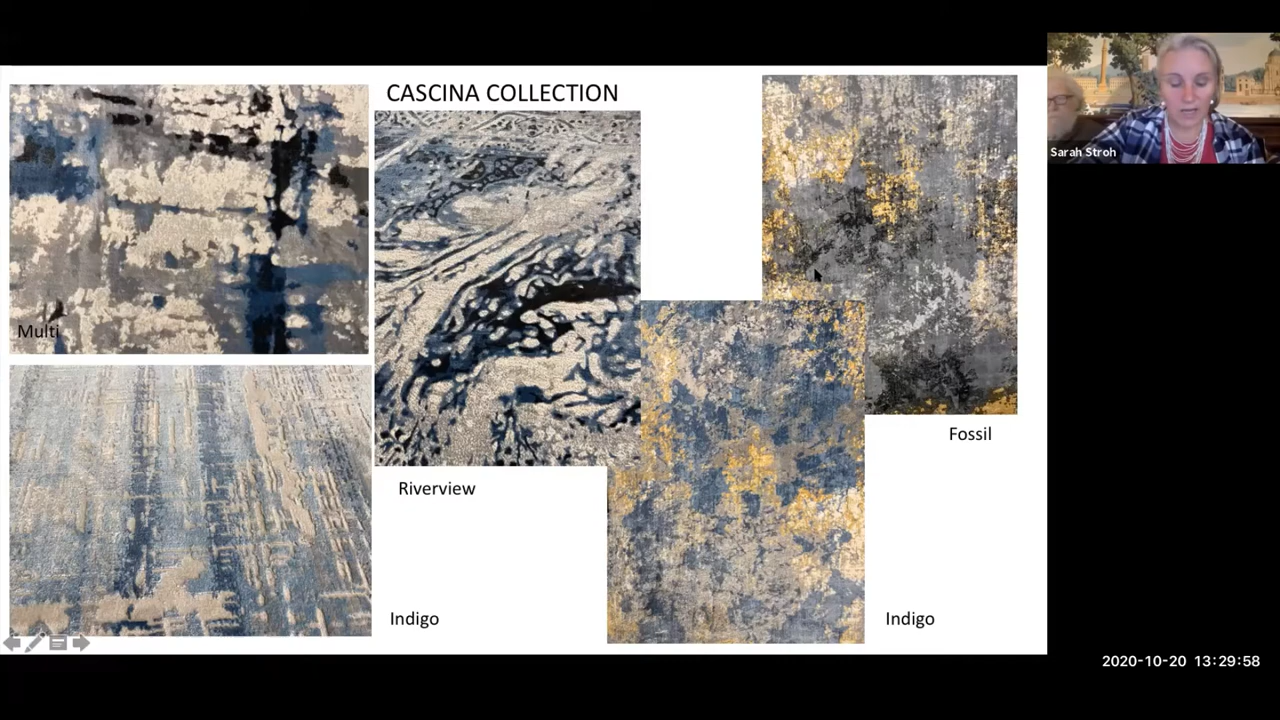 CASCINA COLLECTION
Sarah Stroh
Multi
Fossil
Riverview
Indigo
Indigo
2020-10-20 13:29:58